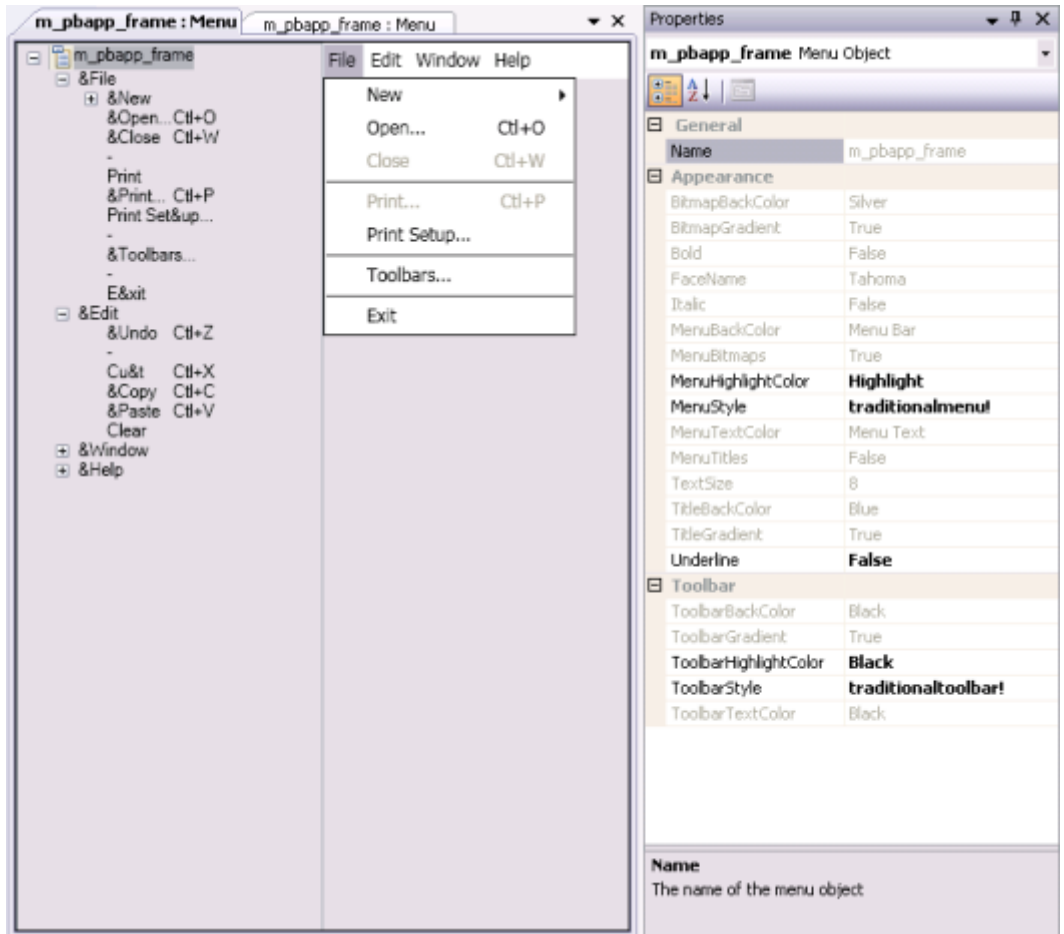 m_pbapp_frame : Menu
m_pbapp_frame : Menu
m_pbapp_frame
&File
&New
&Open... Ctl+O
&Close Ctl+W
-
Print
&Print... Ctl+P
Print Set&up...
-
&Toolbars...
-
E&xit
&Edit
&Undo Ctl+Z
-
Cu&t Ctl+X
&Copy Ctl+C
&Paste Ctl+V
Clear
&Window
&Help
File Edit Window Help
New
Open... Ctl+O
Close Ctl+W
Print... Ctl+P
Print Setup...
Toolbars...
Exit
Properties
m_pbapp_frame Menu Object
General
Name m_pbapp_frame
Appearance
BitmapBackColor Silver
BitmapGradient True
Bold False
FaceName Tahoma
Italic False
MenuBackColor Menu Bar
MenuBitmaps True
MenuHighlightColor Highlight
MenuStyle traditionalmenu!
MenuTextColor Menu Text
MenuTitles False
TextSize 8
TitleBackColor Blue
TitleGradient True
Underline False
Toolbar
ToolbarBackColor Black
ToolbarGradient True
ToolbarHighlightColor Black
ToolbarStyle traditionaltoolbar!
ToolbarTextColor Black
Name
The name of the menu object